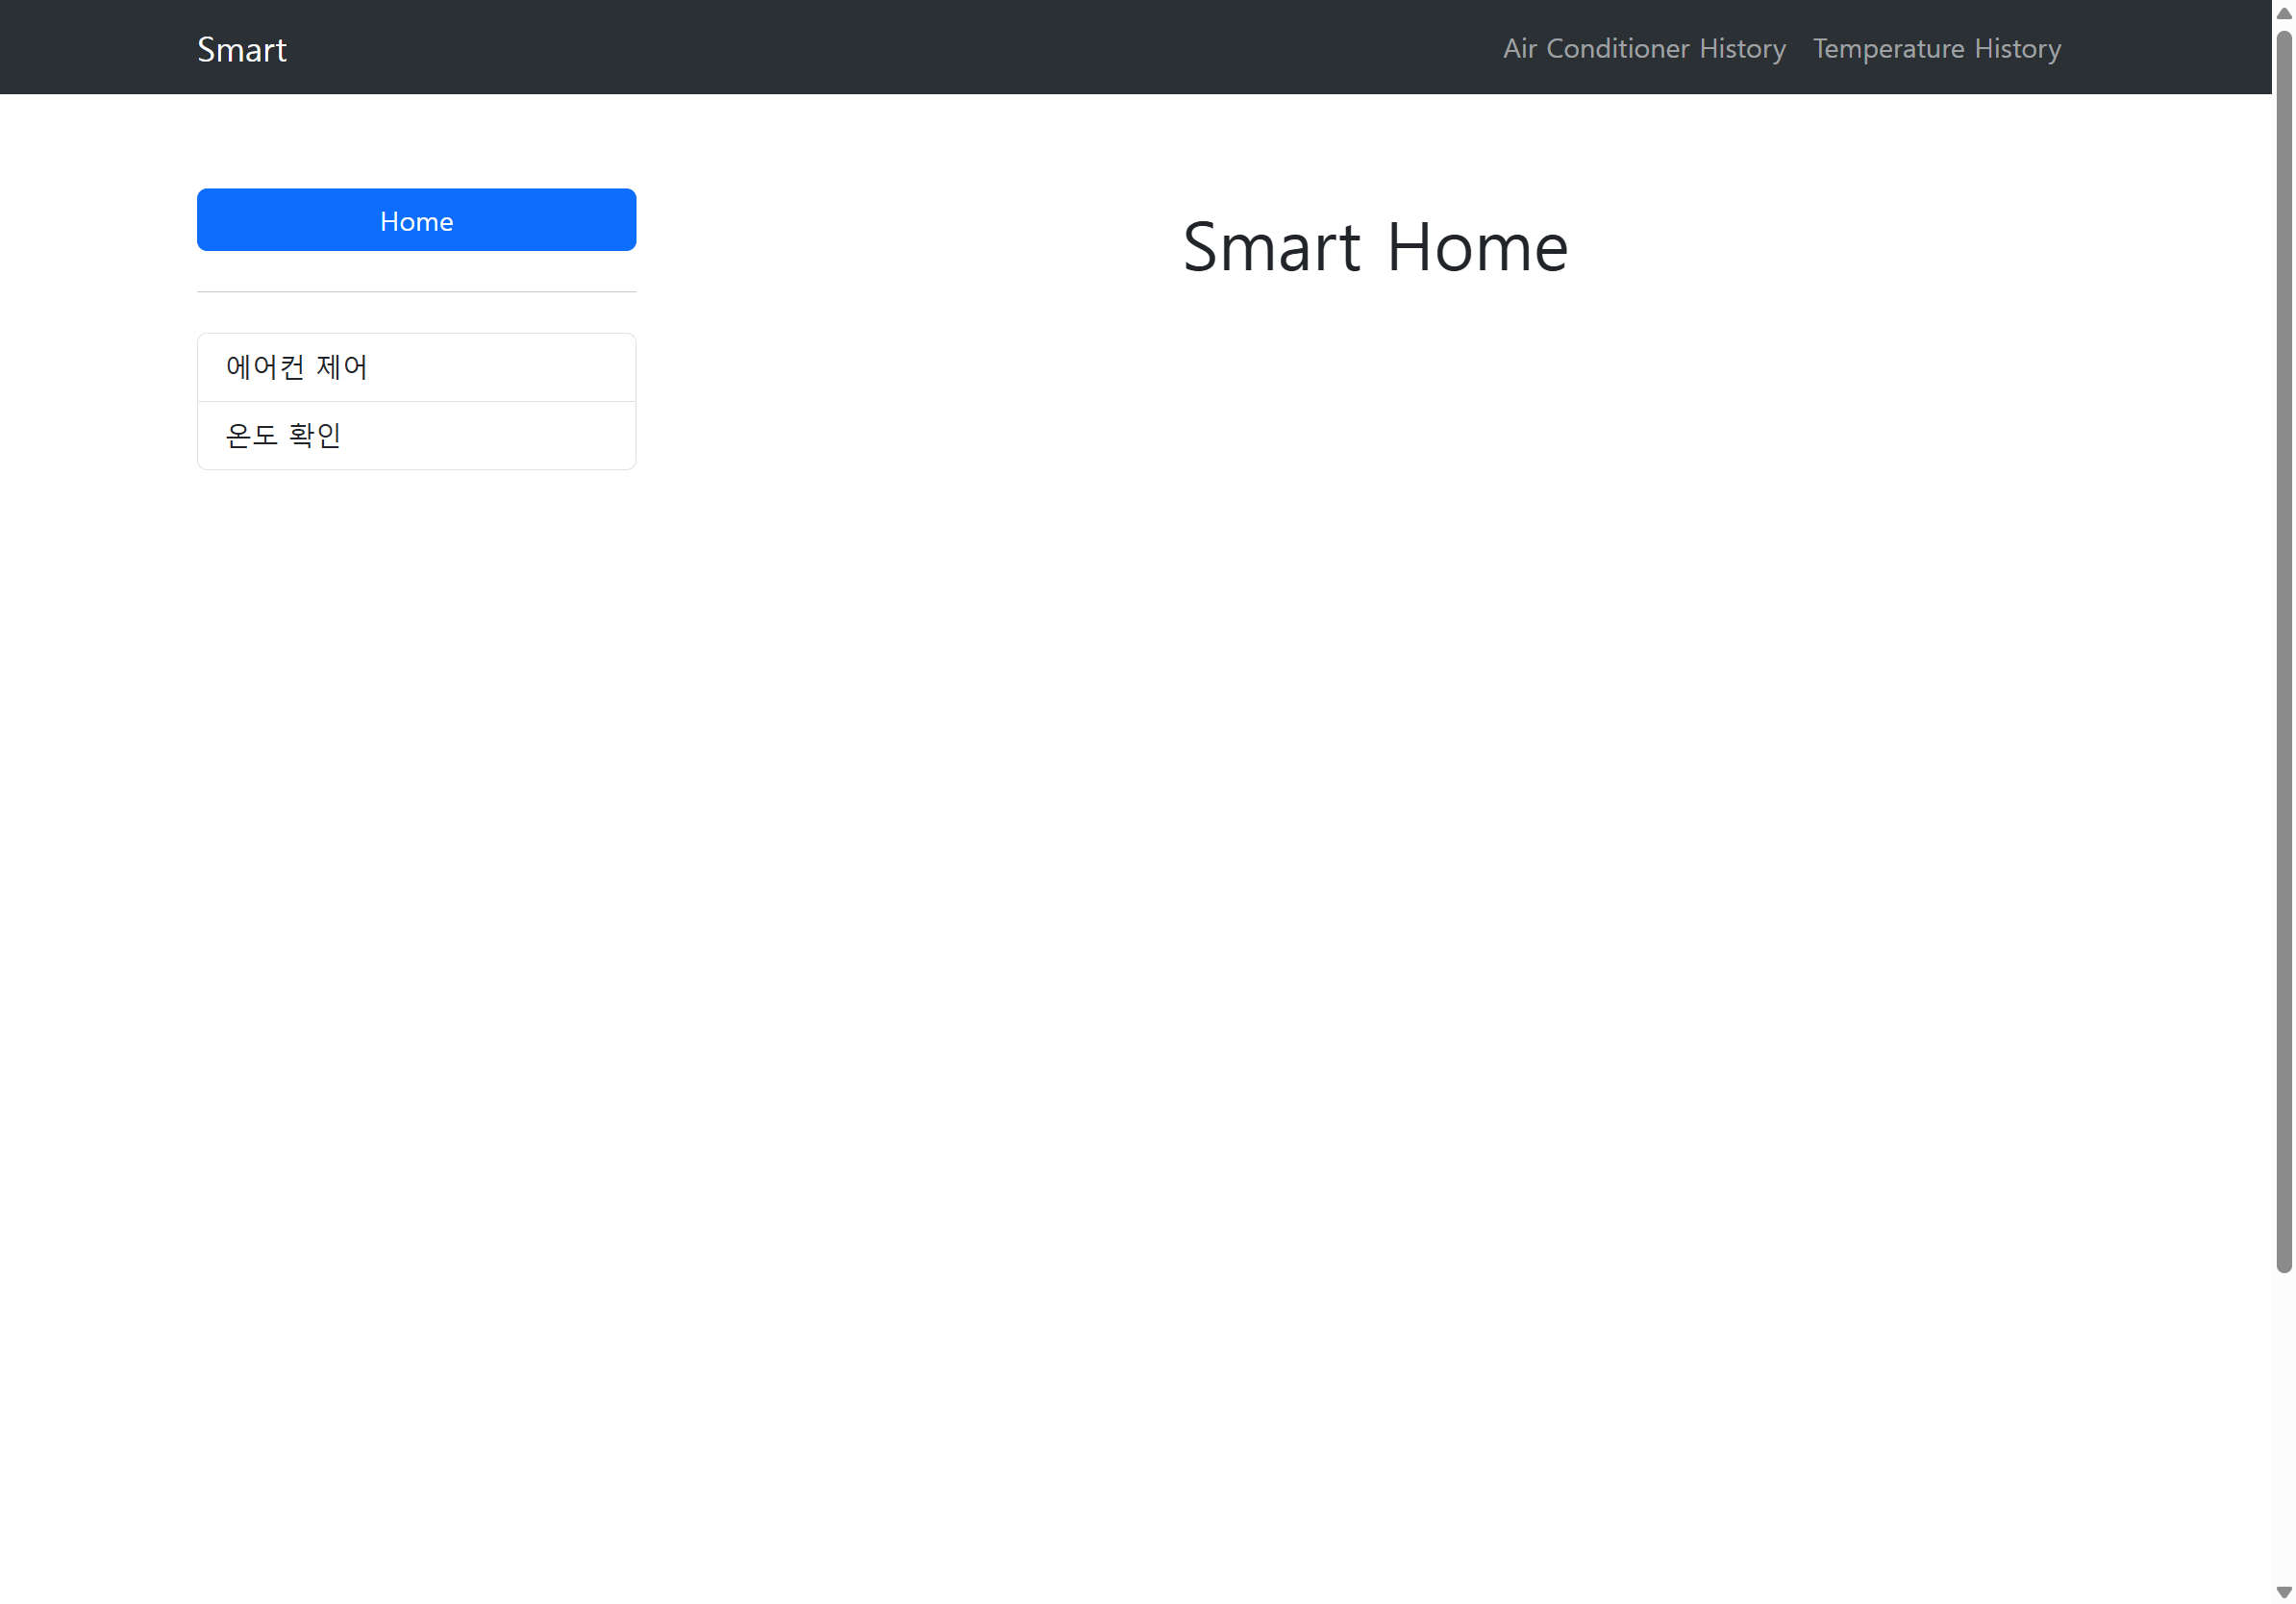 Smart
Air Conditioner History
Temperature History
Home
Smart Home
에어컨 제어
온도 확인